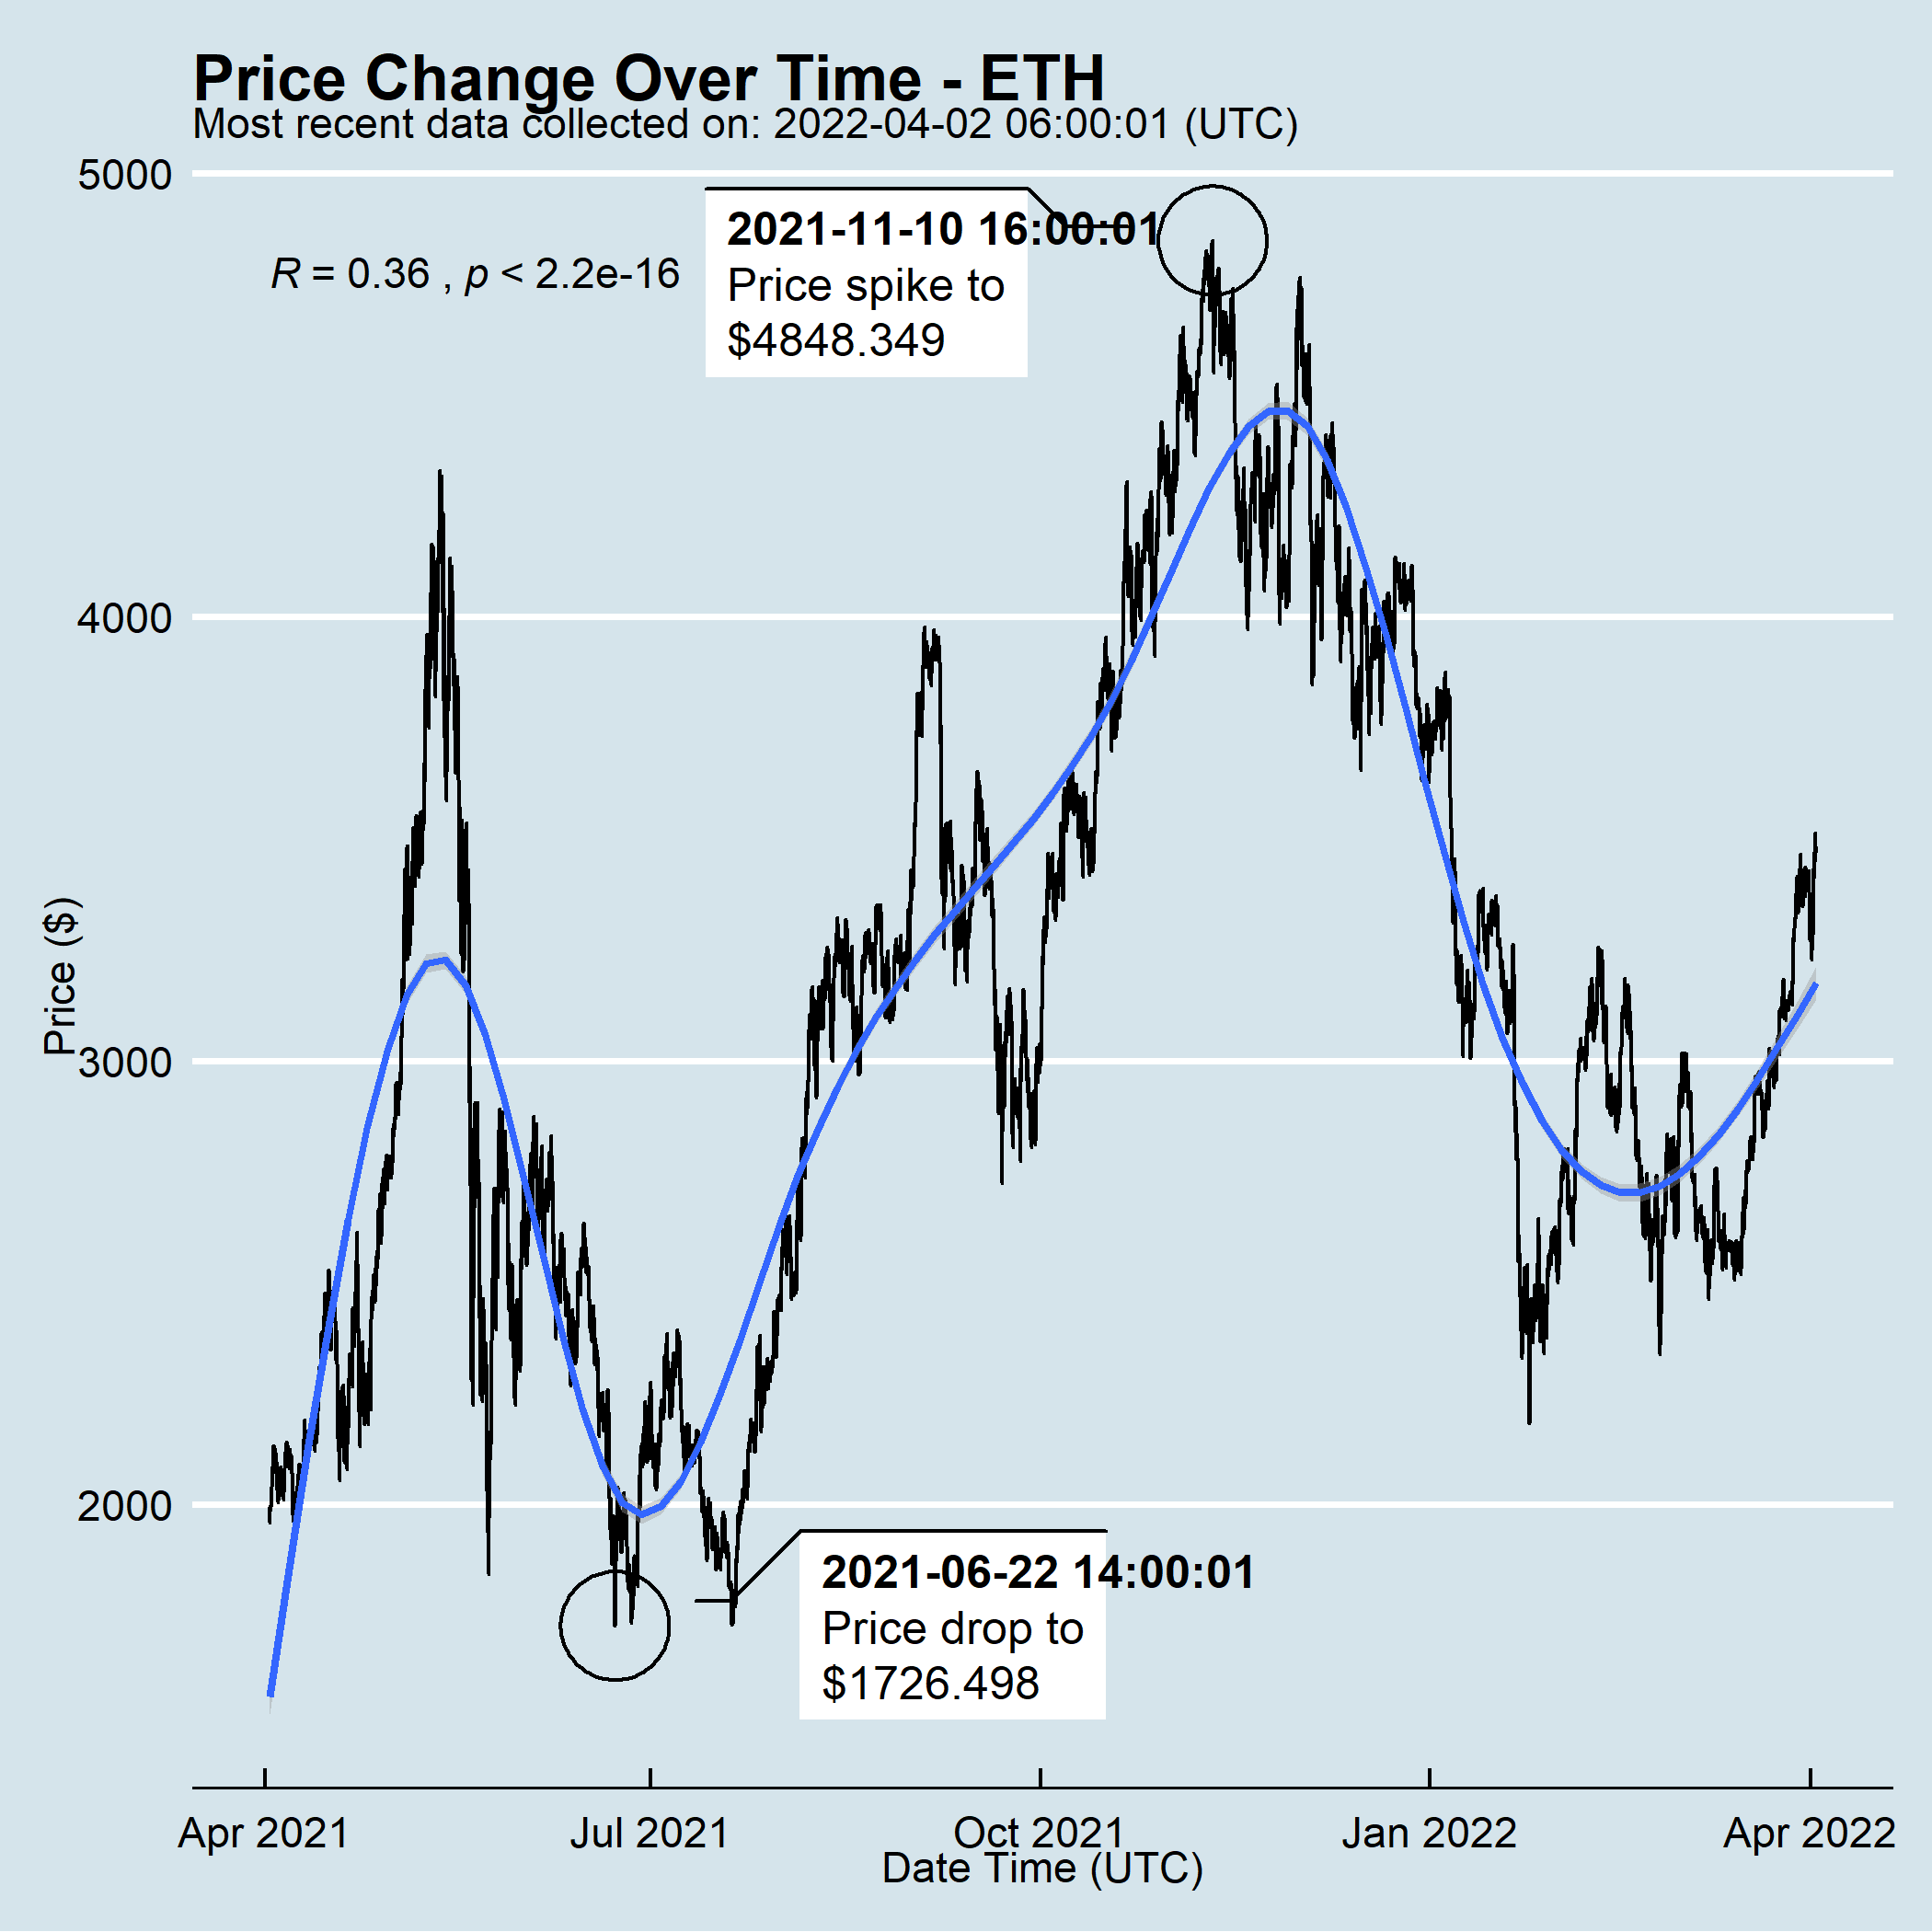 Price Change Over Time - ETH
Most recent data collected on: 2022-04-02 06:00:01 (UTC)
5000
2021-11-10 16:00:01
Price spike to
$4848.349
R = 0.36 , p < 2.2e-16
4000
Price ($)
3000
2000
2021-06-22 14:00:01
Price drop to
$1726.498
Apr 2021
Jul 2021
Oct 2021
Jan 2022
Apr 2022
Date Time (UTC)